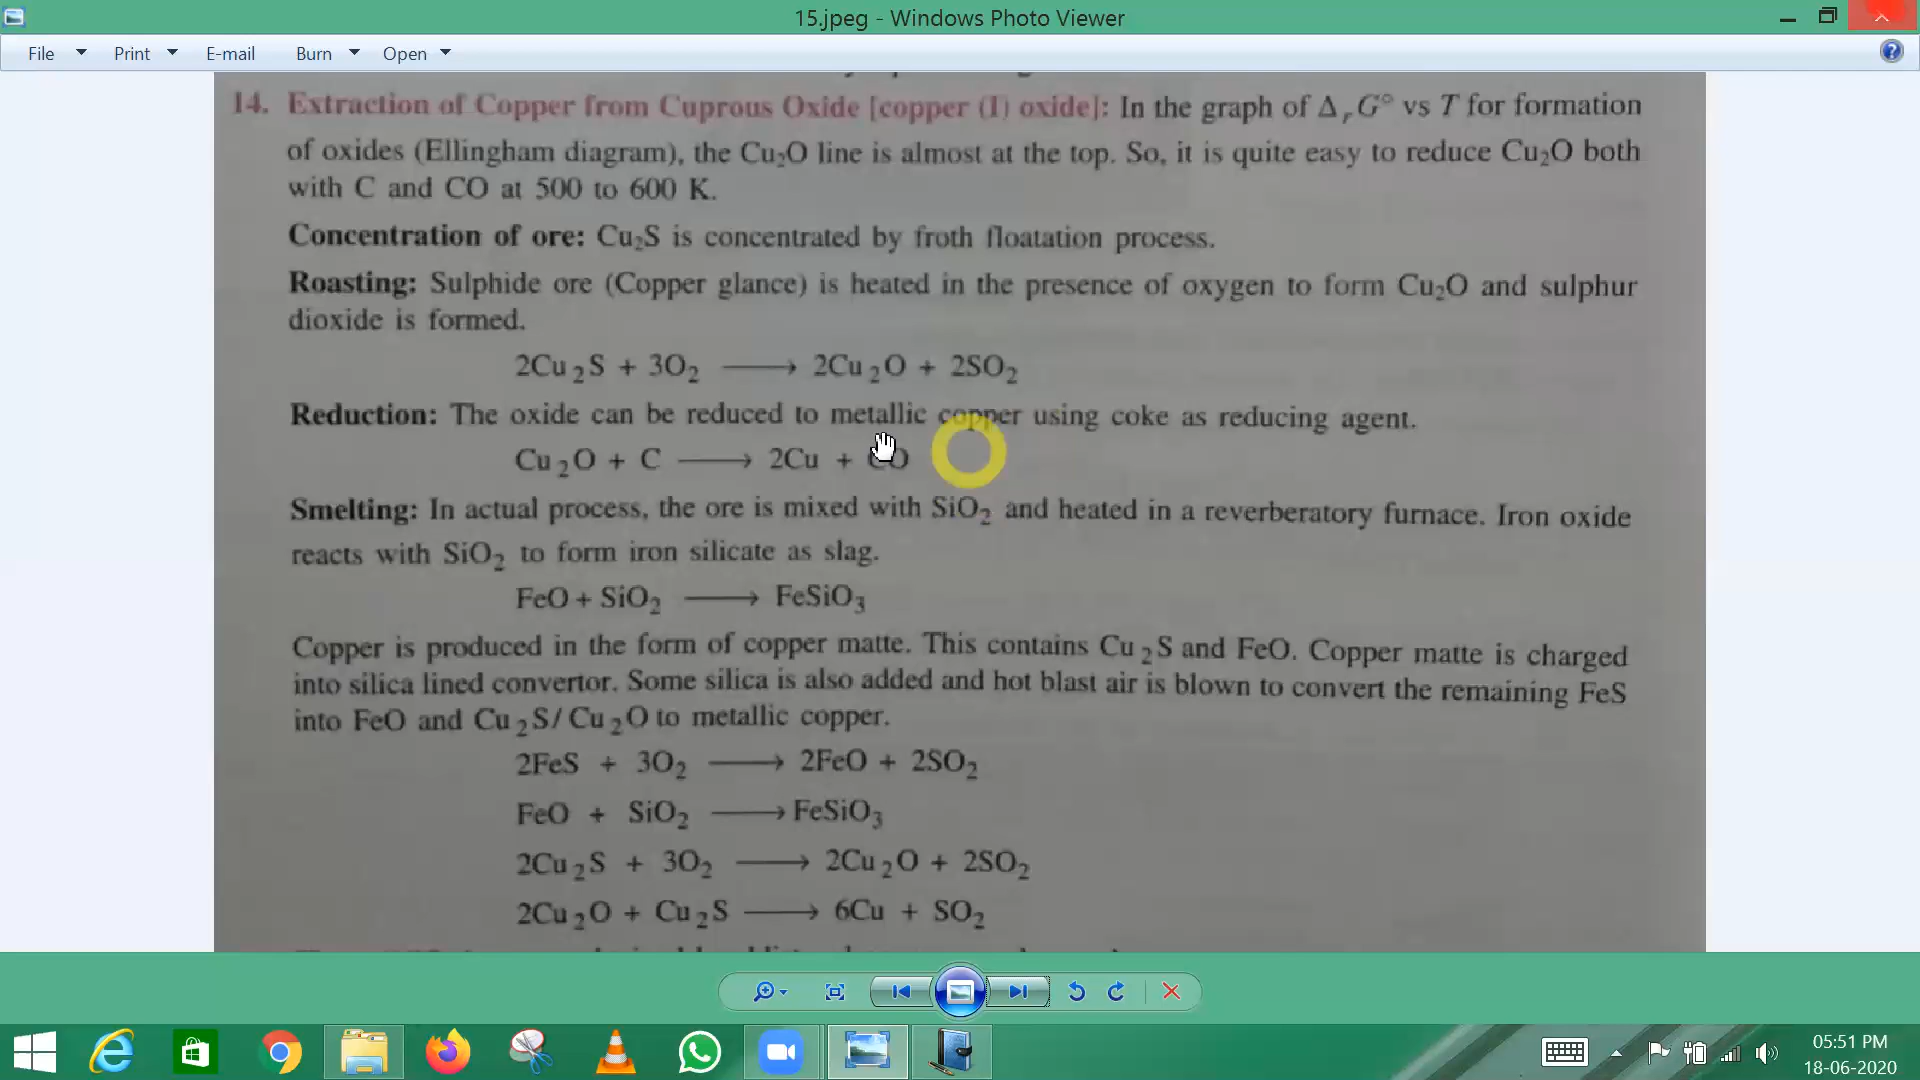 15.jpeg - Windows Photo Viewer
File Print E-mail Burn Open
14. Extraction of Copper from Cuprous Oxide [copper (I) oxide]: In the graph of Δ᷊ᵣG° vs T for formation
of oxides (Ellingham diagram), the Cu₂O line is almost at the top. So, it is quite easy to reduce Cu₂O both
with C and CO at 500 to 600 K.
Concentration of ore: Cu₂S is concentrated by froth floatation process.
Roasting: Sulphide ore (Copper glance) is heated in the presence of oxygen to form Cu₂O and sulphur
dioxide is formed.
2Cu₂S + 3O₂ ⟶ 2Cu₂O + 2SO₂
Reduction: The oxide can be reduced to metallic copper using coke as reducing agent.
Cu₂O + C ⟶ 2Cu + CO
Smelting: In actual process, the ore is mixed with SiO₂ and heated in a reverberatory furnace. Iron oxide
reacts with SiO₂ to form iron silicate as slag.
FeO + SiO₂ ⟶ FeSiO₃
Copper is produced in the form of copper matte. This contains Cu₂S and FeO. Copper matte is charged
into silica lined convertor. Some silica is also added and hot blast air is blown to convert the remaining FeS
into FeO and Cu₂S/Cu₂O to metallic copper.
2FeS + 3O₂ ⟶ 2FeO + 2SO₂
FeO + SiO₂ ⟶ FeSiO₃
2Cu₂S + 3O₂ ⟶ 2Cu₂O + 2SO₂
2Cu₂O + Cu₂S ⟶ 6Cu + SO₂
05:51 PM
18-06-2020